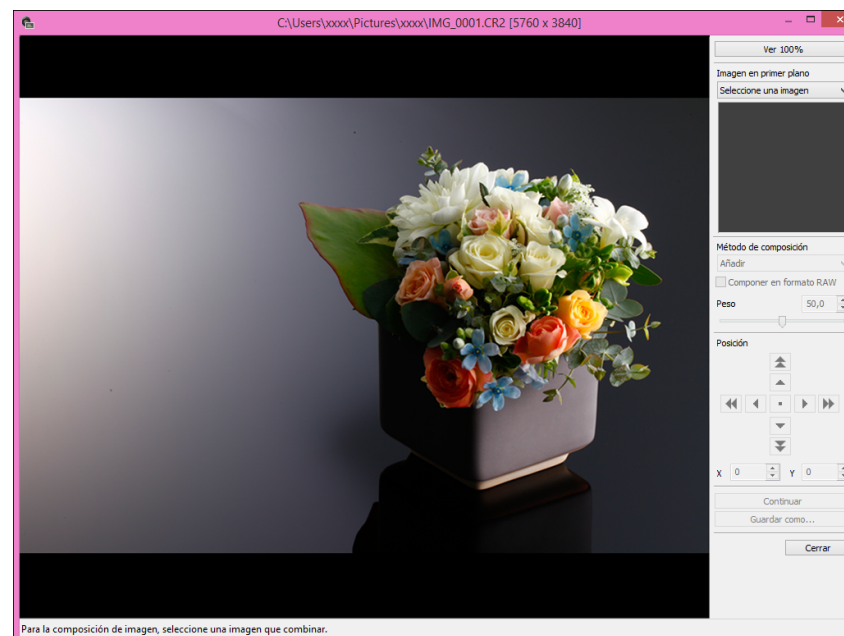 C:\Users\xxxx\Pictures\xxxx\IMG_0001.CR2 [5760 x 3840]
Ver 100%
Imagen en primer plano
Seleccione una imagen
Método de composición
Añadir
Componer en formato RAW
Peso 50,0
Posición
X 0 Y 0
Continuar
Guardar como...
Cerrar
Para la composición de imagen, seleccione una imagen que combinar.